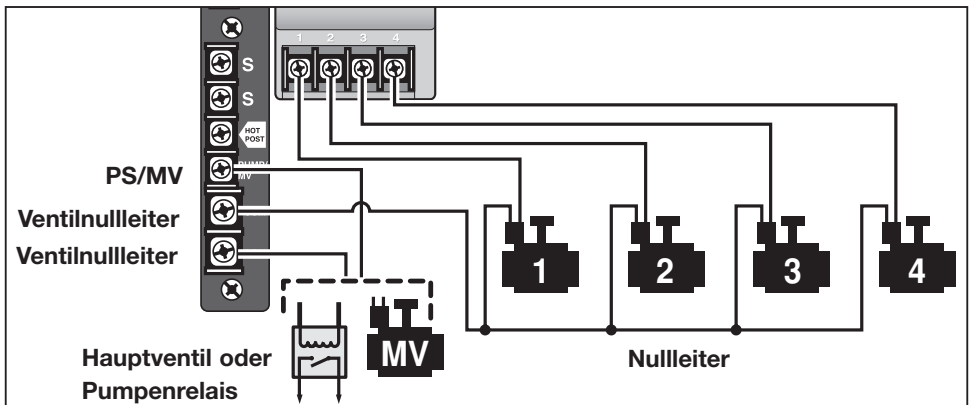 1 2 3 4
S
S
HOT
POST
PUMP/
MV
PS/MV
Ventilnullleiter
Ventilnullleiter
1 2 3 4
MV
Hauptventil oder
Pumpenrelais
Nullleiter